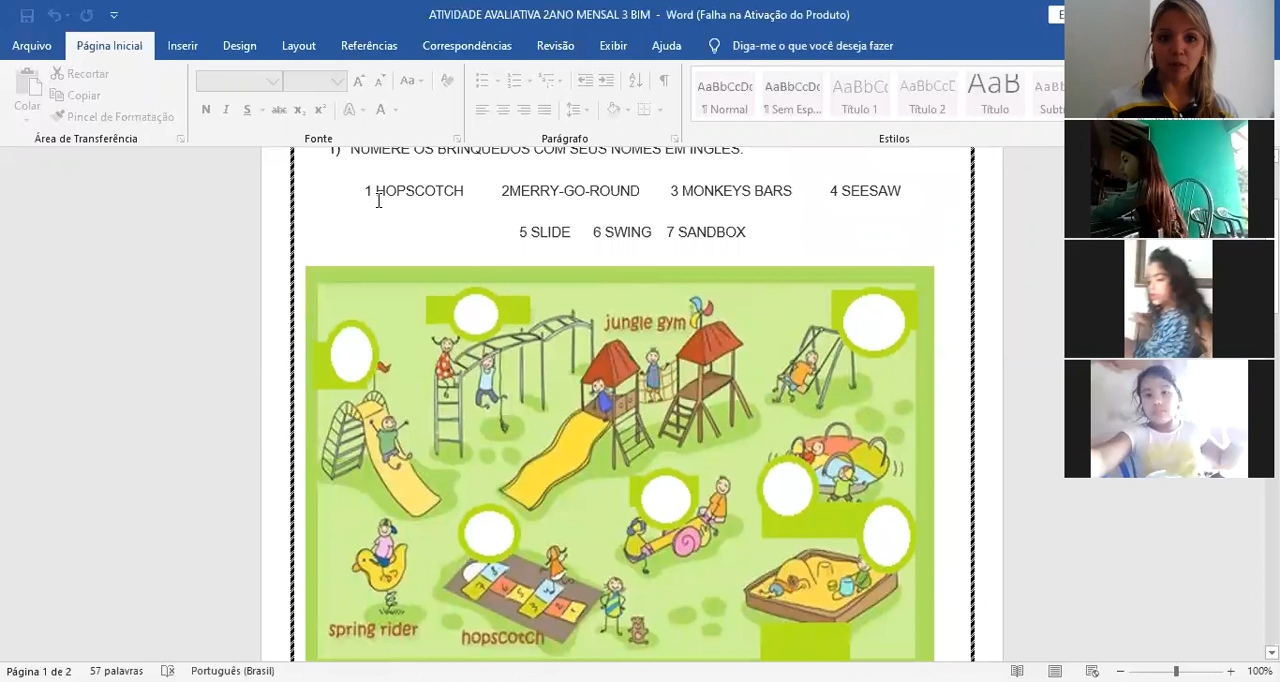 ATIVIDADE AVALIATIVA 2ANO MENSAL 3 BIM - Word (Falha na Ativação do Produto)
Arquivo Página Inicial Inserir Design Layout Referências Correspondências Revisão Exibir Ajuda Diga-me o que você deseja fazer
Colar
Recortar
Copiar
Pincel de Formatação
Área de Transferência
Aa
N I S abc x₂ x² A A
Fonte
Parágrafo
AaBbCcDc AaBbCcDc AaBbCc AaBbCcC AaB
¶ Normal ¶ Sem Esp... Título 1 Título 2 Título
Estilos
1) NUMERE OS BRINQUEDOS COM SEUS NOMES EM INGLÊS.
1 HOPSCOTCH 2MERRY-GO-ROUND 3 MONKEYS BARS 4 SEESAW
5 SLIDE 6 SWING 7 SANDBOX
jungle gym
spring rider
hopscotch
Página 1 de 2 57 palavras Português (Brasil) 100%